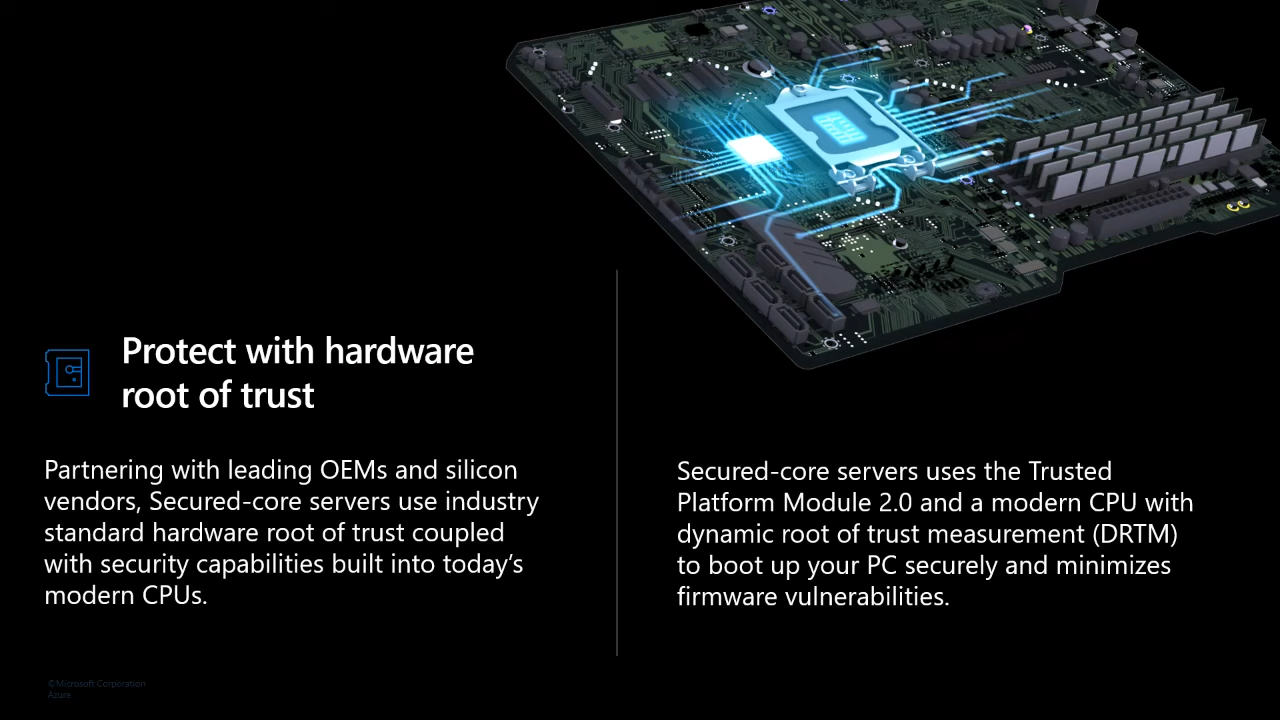 Protect with hardware
root of trust
Partnering with leading OEMs and silicon
vendors, Secured-core servers use industry
standard hardware root of trust coupled
with security capabilities built into today’s
modern CPUs.
Secured-core servers uses the Trusted
Platform Module 2.0 and a modern CPU with
dynamic root of trust measurement (DRTM)
to boot up your PC securely and minimizes
firmware vulnerabilities.
©Microsoft Corporation
Azure